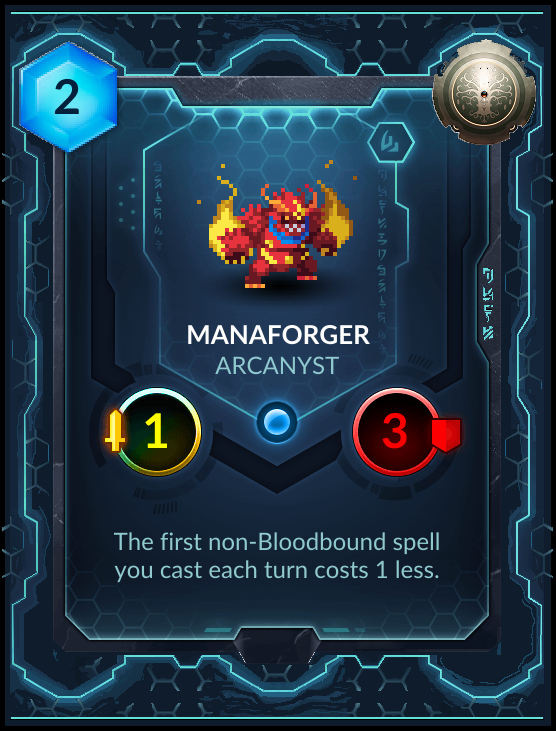 2
MANAFORGER
ARCANYST
1
3
The first non-Bloodbound spell
you cast each turn costs 1 less.